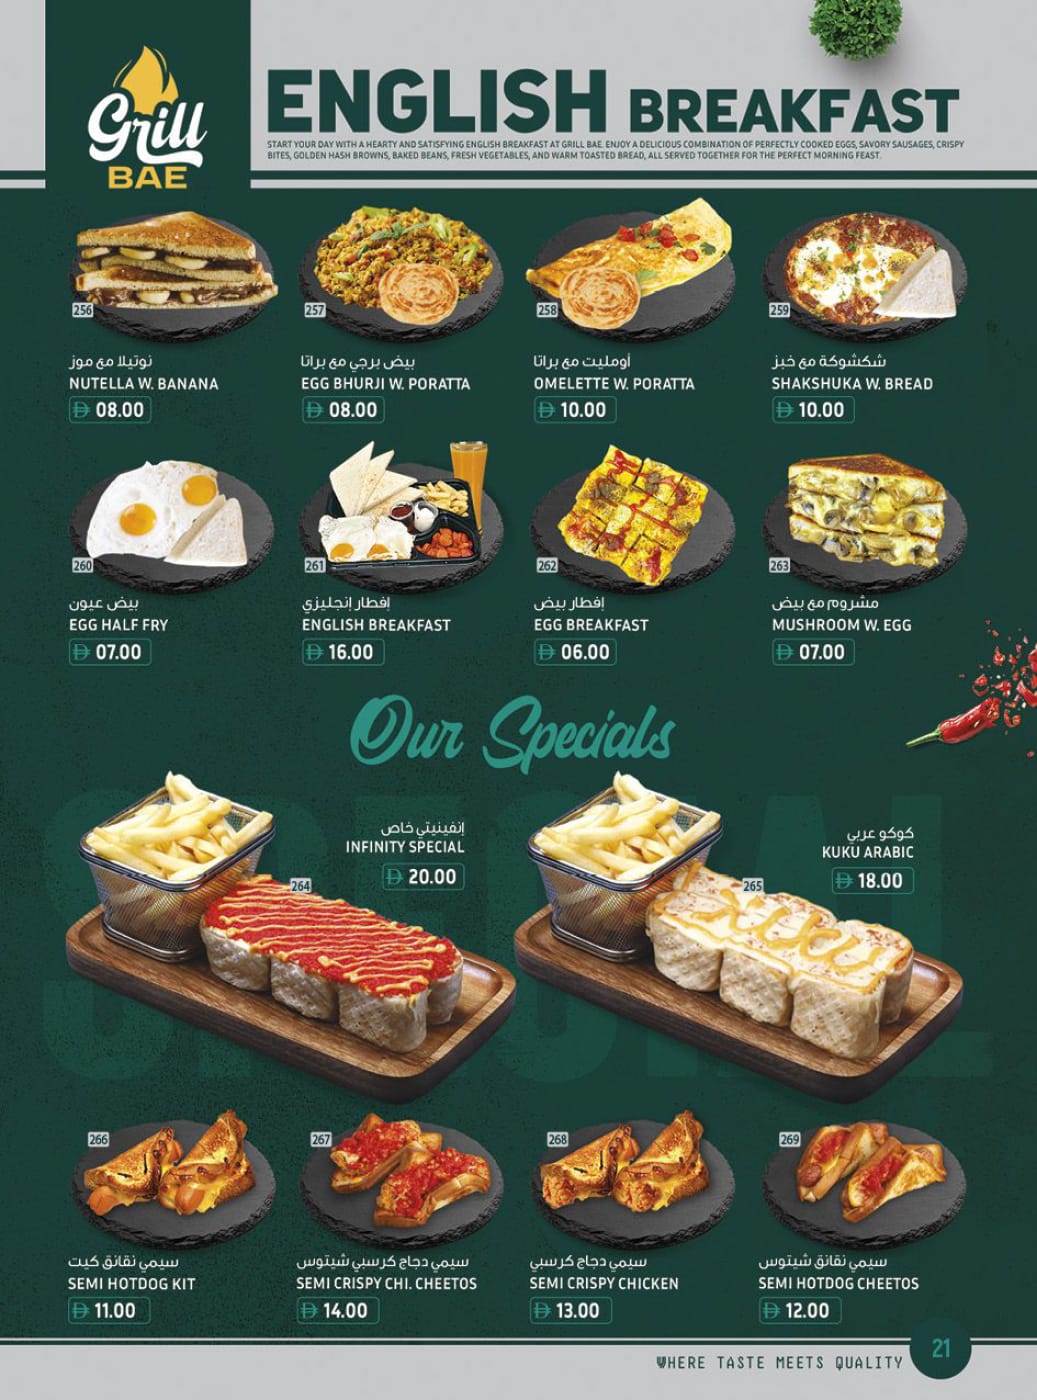 Grill
BAE
ENGLISH BREAKFAST
START YOUR DAY WITH A HEARTY AND SATISFYING ENGLISH BREAKFAST AT GRILL BAE. ENJOY A DELICIOUS COMBINATION OF PERFECTLY COOKED EGGS, SAVORY SAUSAGES, CRISPY
BITES, GOLDEN HASH BROWNS, BAKED BEANS, FRESH VEGETABLES, AND WARM TOASTED BREAD, ALL SERVED TOGETHER FOR THE PERFECT MORNING FEAST.
256
نوتيلا مع موز
NUTELLA W. BANANA
08.00
257
بيض برجي مع براتا
EGG BHURJI W. PORATTA
08.00
258
أومليت مع براتا
OMELETTE W. PORATTA
10.00
259
شكشوكة مع خبز
SHAKSHUKA W. BREAD
10.00
260
بيض عيون
EGG HALF FRY
07.00
261
إفطار إنجليزي
ENGLISH BREAKFAST
16.00
262
إفطار بيض
EGG BREAKFAST
06.00
263
مشروم مع بيض
MUSHROOM W. EGG
07.00
Our Specials
SPECIAL
264
إنفينيتي خاص
INFINITY SPECIAL
20.00
265
كوكو عربي
KUKU ARABIC
18.00
266
سيمي نقانق كيت
SEMI HOTDOG KIT
11.00
267
سيمي دجاج كرسبي شيتوس
SEMI CRISPY CHI. CHEETOS
14.00
268
سيمي دجاج كرسبي
SEMI CRISPY CHICKEN
13.00
269
سيمي نقانق شيتوس
SEMI HOTDOG CHEETOS
12.00
WHERE TASTE MEETS QUALITY
21